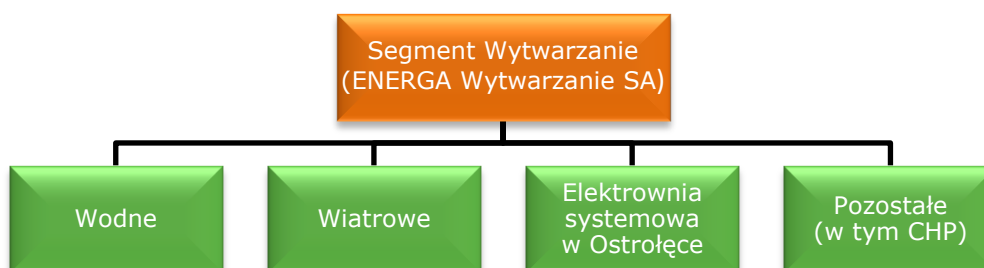 Segment Wytwarzanie
(ENERGA Wytwarzanie SA)
Wodne
Wiatrowe
Elektrownia
systemowa
w Ostrołęce
Pozostałe
(w tym CHP)